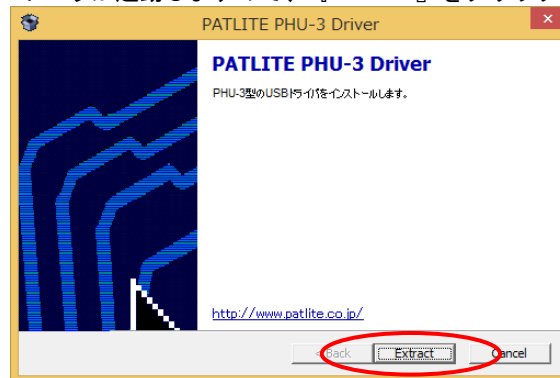 PATLITE PHU-3 Driver
PATLITE PHU-3 Driver
PHU-3型のUSBドライバをインストールします。
http://www.patlite.co.jp/
< Back Extract Cancel